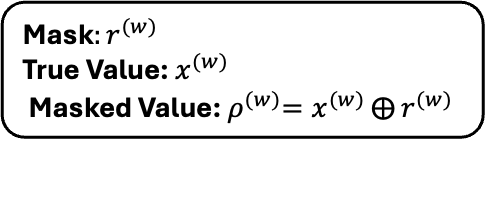 Mask: r^(w)
True Value: x^(w)
Masked Value: ρ^(w)= x^(w) ⊕ r^(w)